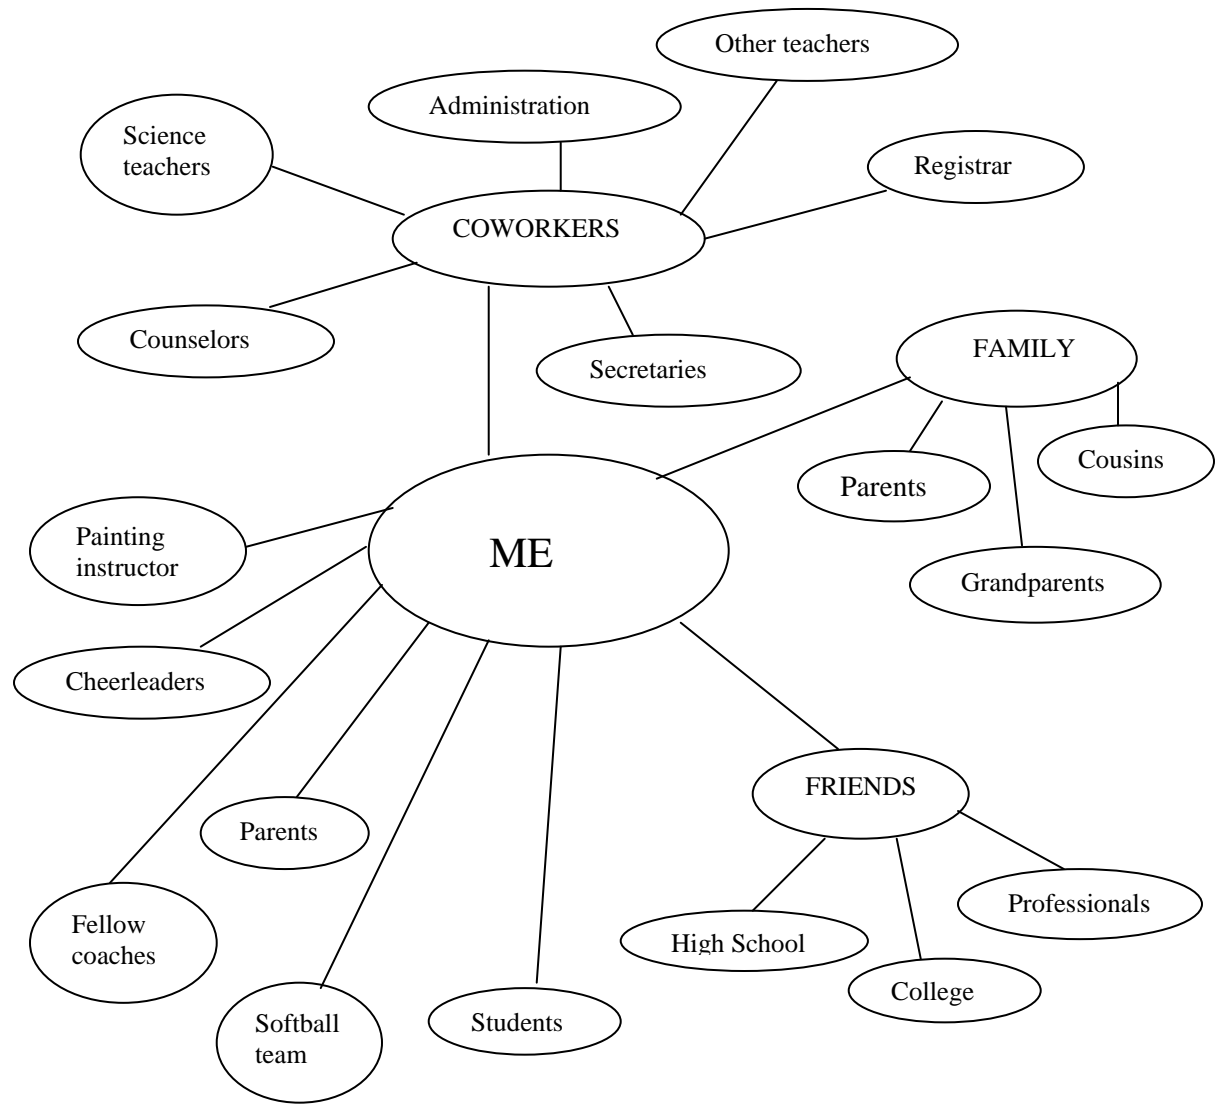 Other teachers
Administration
Science
teachers
Registrar
COWORKERS
Counselors
Secretaries
FAMILY
Cousins
Parents
Painting
instructor
ME
Grandparents
Cheerleaders
FRIENDS
Parents
Professionals
Fellow
coaches
High School
College
Softball
team
Students